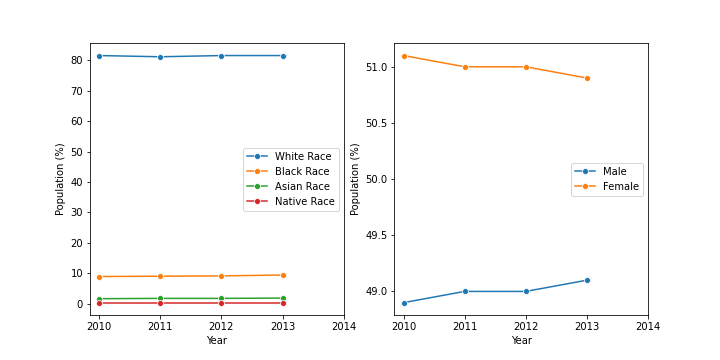 80
70
60
50
40
30
20
10
0
Population (%)
2010 2011 2012 2013 2014
Year
White Race
Black Race
Asian Race
Native Race
51.0
50.5
50.0
49.5
49.0
Population (%)
2010 2011 2012 2013 2014
Year
Male
Female